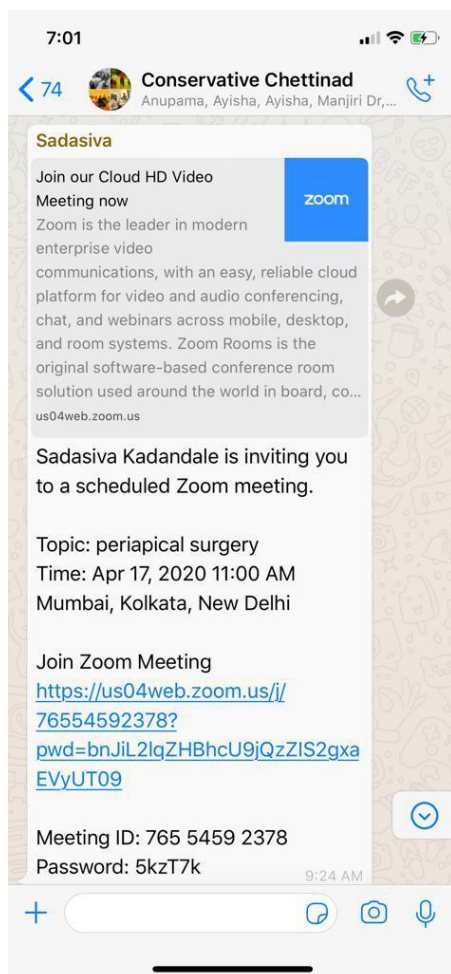 7:01
74
Conservative Chettinad
Anupama, Ayisha, Ayisha, Manjiri Dr,...
Sadasiva
Join our Cloud HD Video
Meeting now
zoom
Zoom is the leader in modern
enterprise video
communications, with an easy, reliable cloud
platform for video and audio conferencing,
chat, and webinars across mobile, desktop,
and room systems. Zoom Rooms is the
original software-based conference room
solution used around the world in board, co...
us04web.zoom.us
Sadasiva Kadandale is inviting you
to a scheduled Zoom meeting.
Topic: periapical surgery
Time: Apr 17, 2020 11:00 AM
Mumbai, Kolkata, New Delhi
Join Zoom Meeting
https://us04web.zoom.us/j/
76554592378?
pwd=bnJiL2lqZHBhcU9jQzZIS2gxa
EVyUT09
Meeting ID: 765 5459 2378
Password: 5kzT7k
9:24 AM